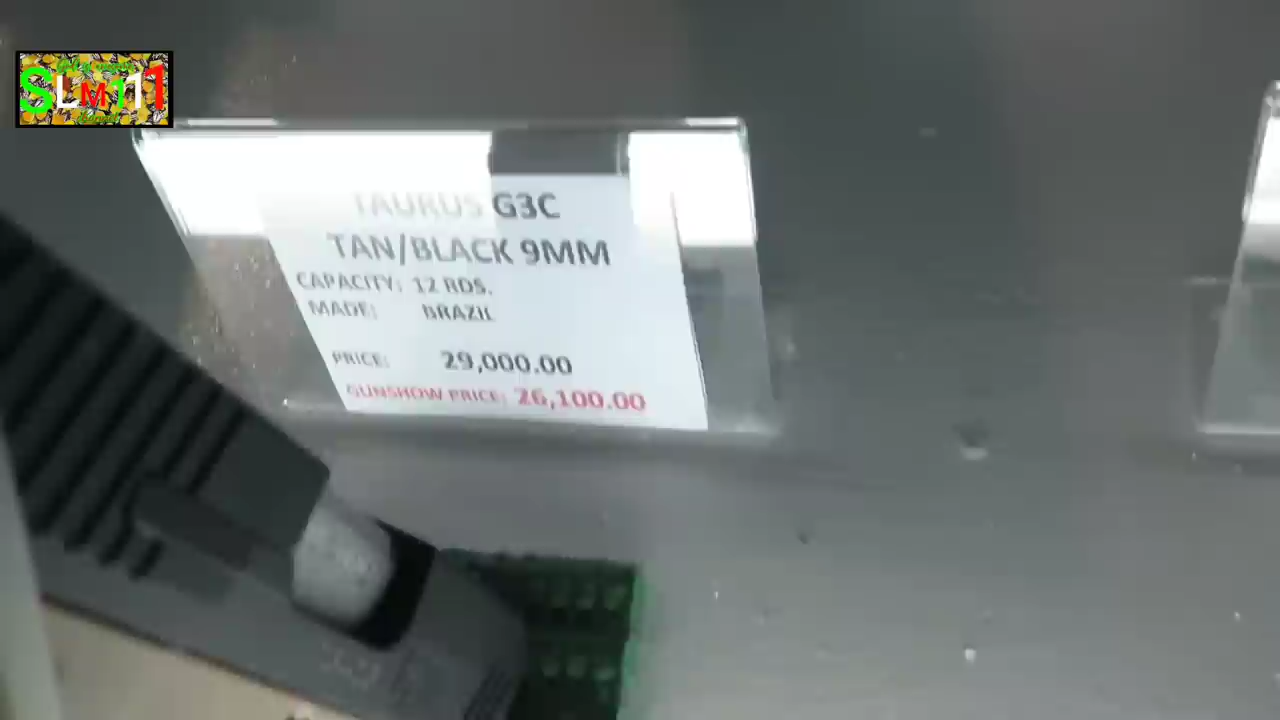 SLM111
TAURUS G3C
TAN/BLACK 9MM
CAPACITY: 12 RDS.
MADE: BRAZIL
PRICE: 29,000.00
GUNSHOW PRICE: 26,100.00